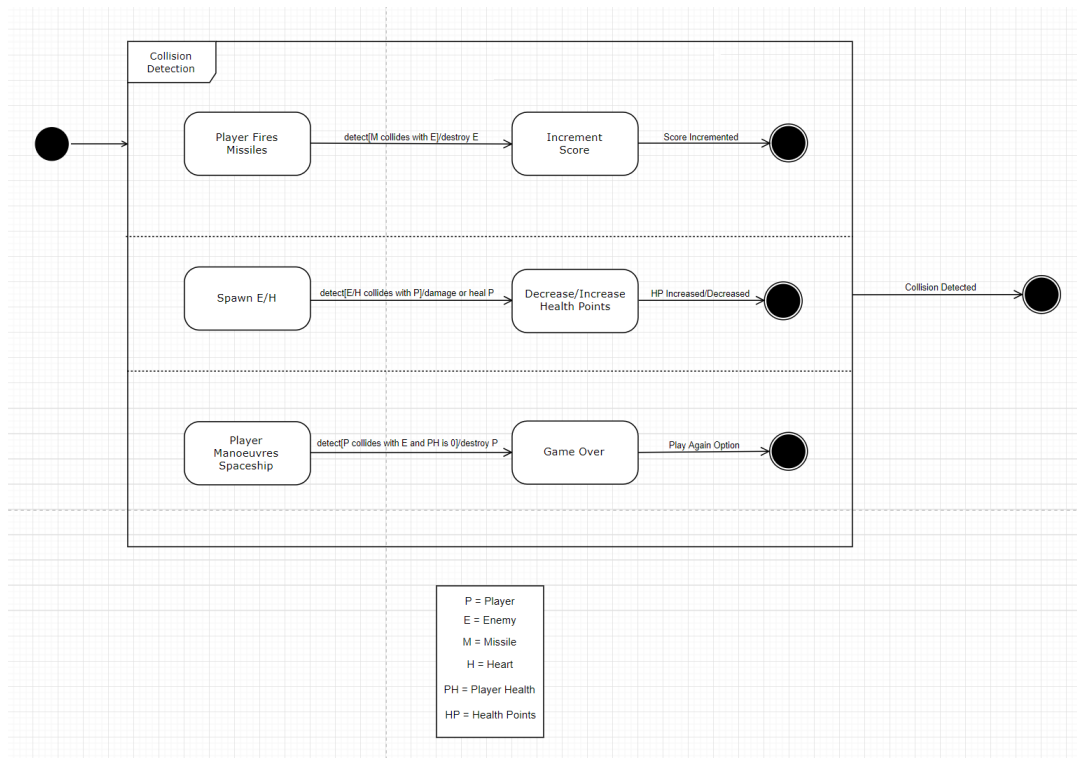 Collision
Detection
Player Fires
Missiles
detect[M collides with E]/destroy E
Increment
Score
Score Incremented
Spawn E/H
detect[E/H collides with P]/damage or heal P
Decrease/Increase
Health Points
HP Increased/Decreased
Collision Detected
Player
Manoeuvres
Spaceship
detect[P collides with E and PH is 0]/destroy P
Game Over
Play Again Option
P = Player
E = Enemy
M = Missile
H = Heart
PH = Player Health
HP = Health Points